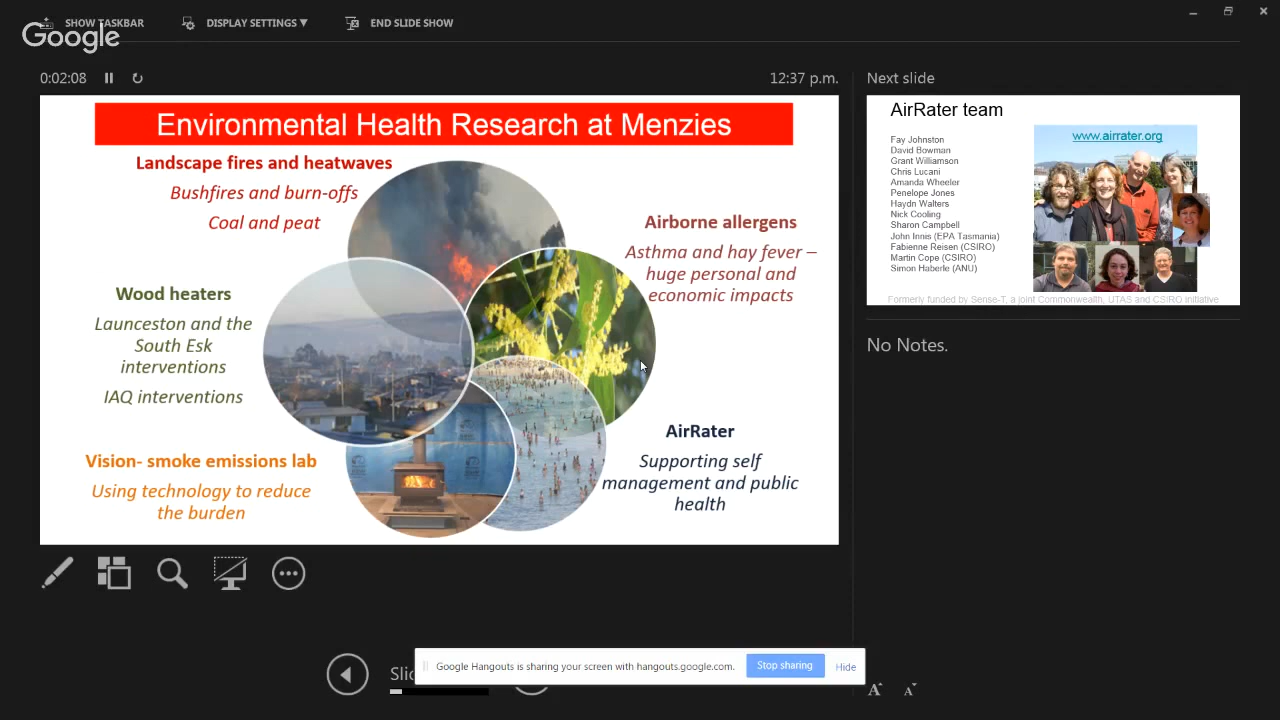 SHOW TASKBAR
DISPLAY SETTINGS ▼
END SLIDE SHOW
Google
0:02:08
12:37 p.m.
Environmental Health Research at Menzies
Landscape fires and heatwaves
Bushfires and burn-offs
Coal and peat
Airborne allergens
Asthma and hay fever –
huge personal and
economic impacts
Wood heaters
Launceston and the
South Esk
interventions
IAQ interventions
AirRater
Supporting self
management and public
health
Vision- smoke emissions lab
Using technology to reduce
the burden
Next slide
AirRater team
www.airrater.org
Fay Johnston
David Bowman
Grant Williamson
Chris Lucani
Amanda Wheeler
Penelope Jones
Haydn Walters
Nick Cooling
Sharon Campbell
John Innis (EPA Tasmania)
Fabienne Reisen (CSIRO)
Martin Cope (CSIRO)
Simon Haberle (ANU)
Formerly funded by Sense-T, a joint Commonwealth, UTAS and CSIRO initiative
No Notes.
Slid
Google Hangouts is sharing your screen with hangouts.google.com.
Stop sharing
Hide
A A